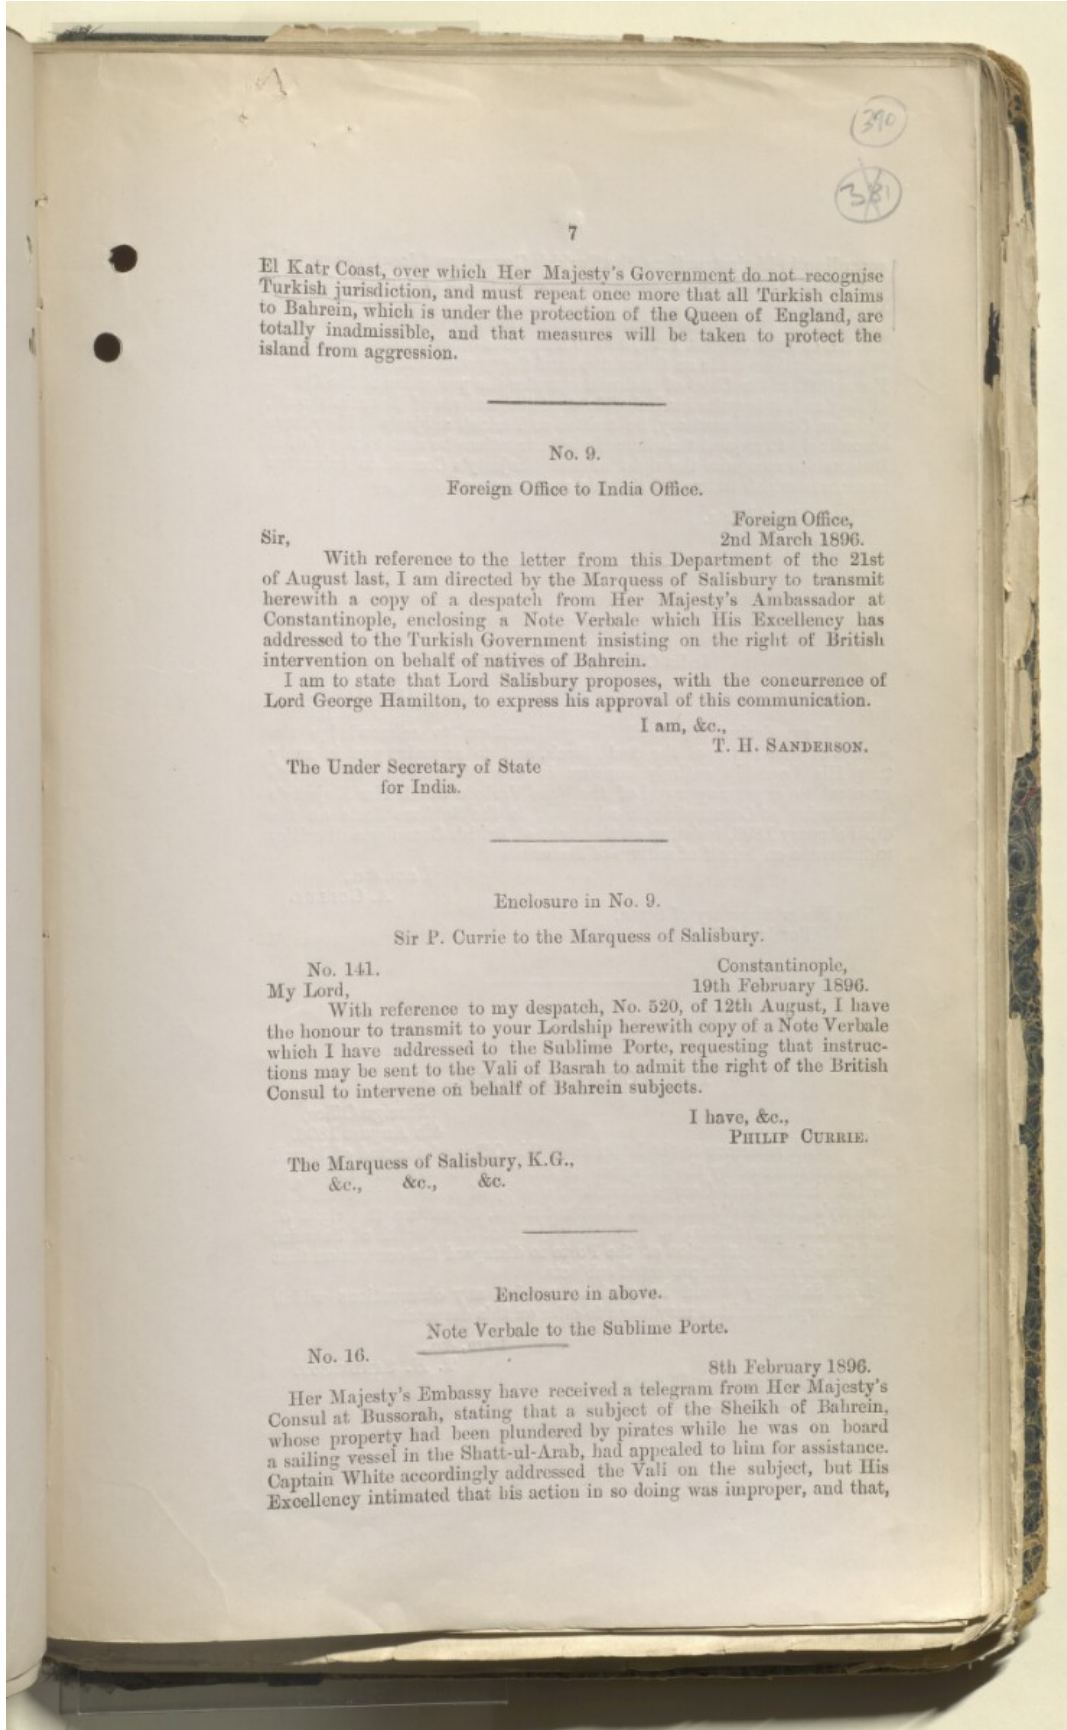 390
381
7
El Katr Coast, over which Her Majesty's Government do not recognise
Turkish jurisdiction, and must repeat once more that all Turkish claims
to Bahrein, which is under the protection of the Queen of England, are
totally inadmissible, and that measures will be taken to protect the
island from aggression.
No. 9.
Foreign Office to India Office.
Foreign Office,
Sir, 2nd March 1896.
With reference to the letter from this Department of the 21st
of August last, I am directed by the Marquess of Salisbury to transmit
herewith a copy of a despatch from Her Majesty's Ambassador at
Constantinople, enclosing a Note Verbale which His Excellency has
addressed to the Turkish Government insisting on the right of British
intervention on behalf of natives of Bahrein.
I am to state that Lord Salisbury proposes, with the concurrence of
Lord George Hamilton, to express his approval of this communication.
I am, &c.,
T. H. SANDERSON.
The Under Secretary of State
for India.
Enclosure in No. 9.
Sir P. Currie to the Marquess of Salisbury.
No. 141. Constantinople,
My Lord, 19th February 1896.
With reference to my despatch, No. 520, of 12th August, I have
the honour to transmit to your Lordship herewith copy of a Note Verbale
which I have addressed to the Sublime Porte, requesting that instruc-
tions may be sent to the Vali of Basrah to admit the right of the British
Consul to intervene on behalf of Bahrein subjects.
I have, &c.,
PHILIP CURRIE.
The Marquess of Salisbury, K.G.,
&c., &c., &c.
Enclosure in above.
Note Verbale to the Sublime Porte.
No. 16.
8th February 1896.
Her Majesty's Embassy have received a telegram from Her Majesty's
Consul at Bussorah, stating that a subject of the Sheikh of Bahrein,
whose property had been plundered by pirates while he was on board
a sailing vessel in the Shatt-ul-Arab, had appealed to him for assistance.
Captain White accordingly addressed the Vali on the subject, but His
Excellency intimated that his action in so doing was improper, and that,